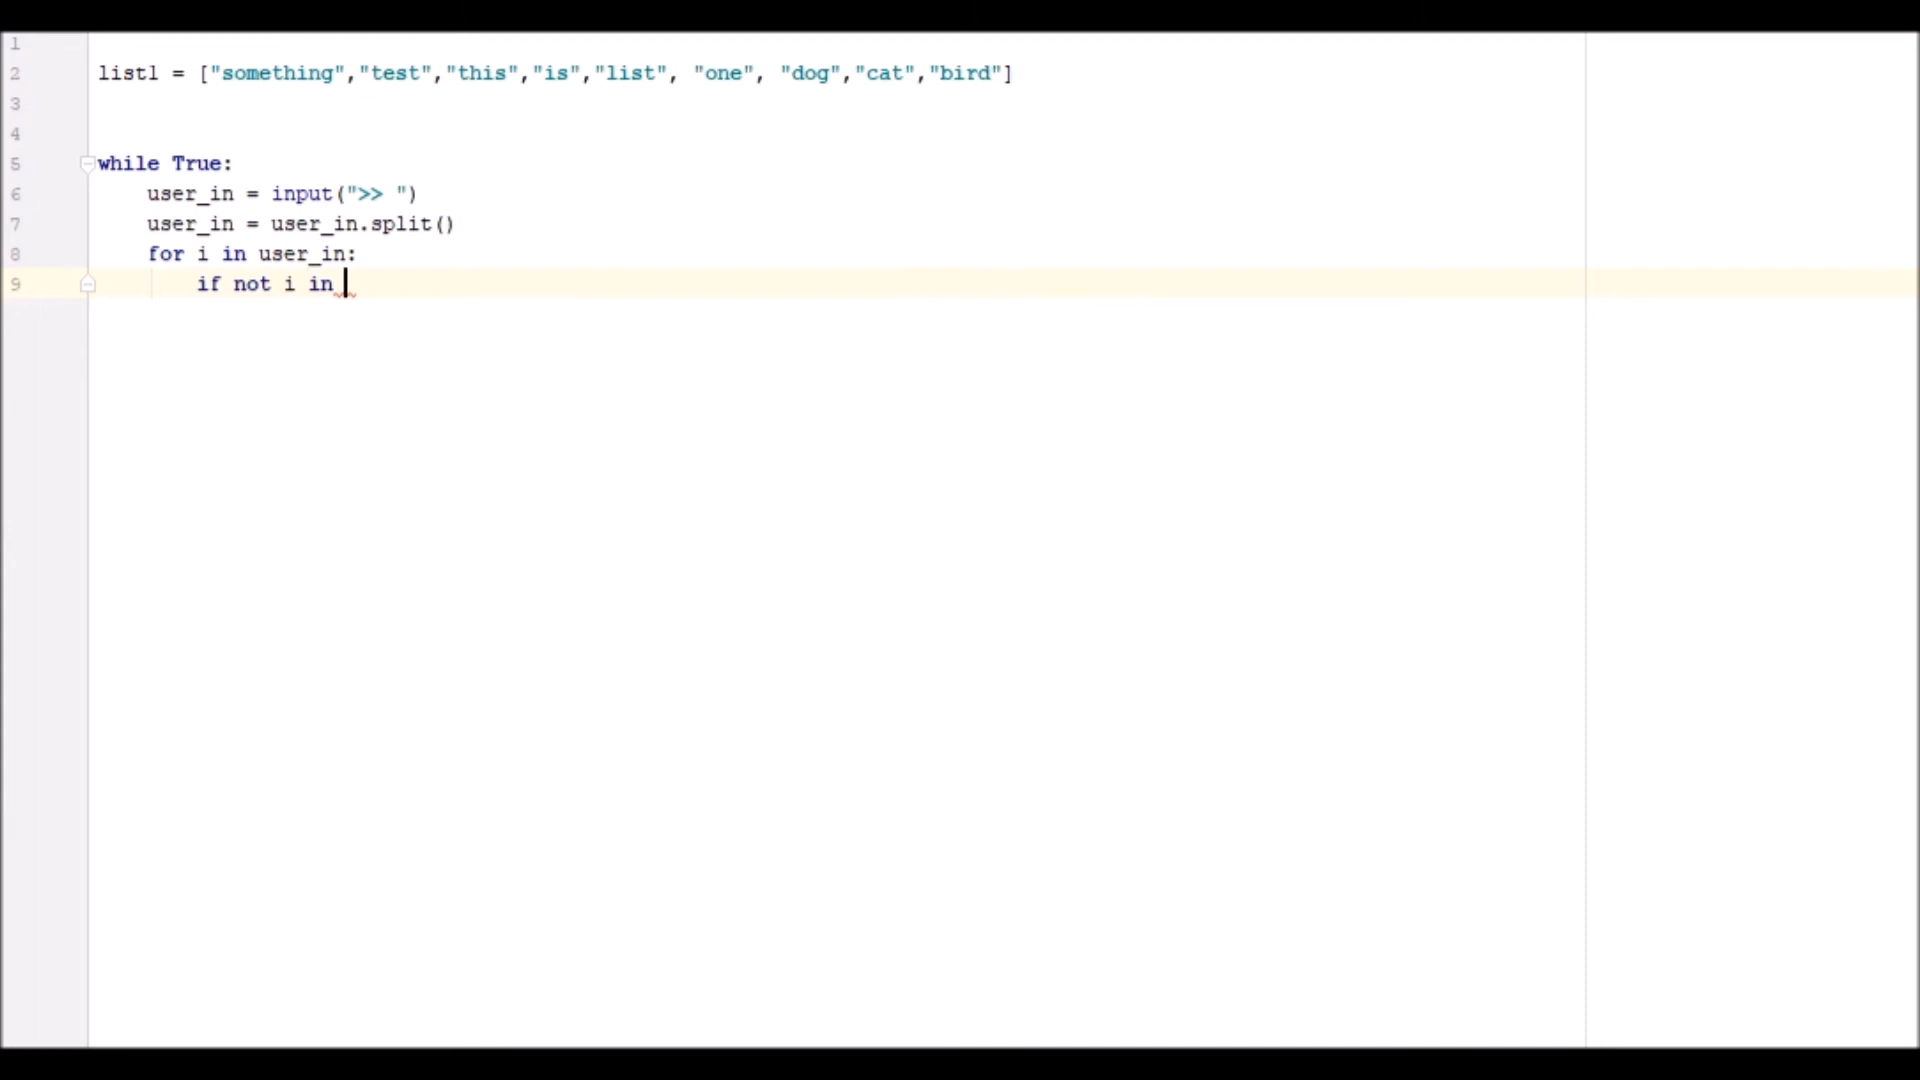 1
2 list1 = ["something","test","this","is","list", "one", "dog","cat","bird"]
3
4
5 while True:
6     user_in = input(">> ")
7     user_in = user_in.split()
8     for i in user_in:
9         if not i in